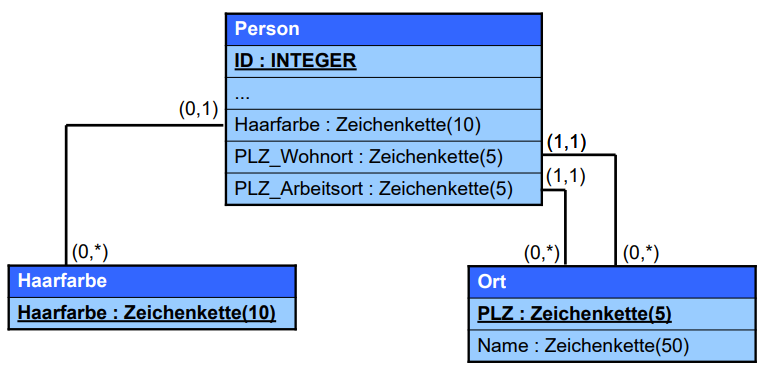 Person
ID : INTEGER
...
(0,1)
Haarfarbe : Zeichenkette(10)
PLZ_Wohnort : Zeichenkette(5)
(1,1)
PLZ_Arbeitsort : Zeichenkette(5)
(1,1)
(0,*)
(0,*)
(0,*)
Haarfarbe
Haarfarbe : Zeichenkette(10)
Ort
PLZ : Zeichenkette(5)
Name : Zeichenkette(50)